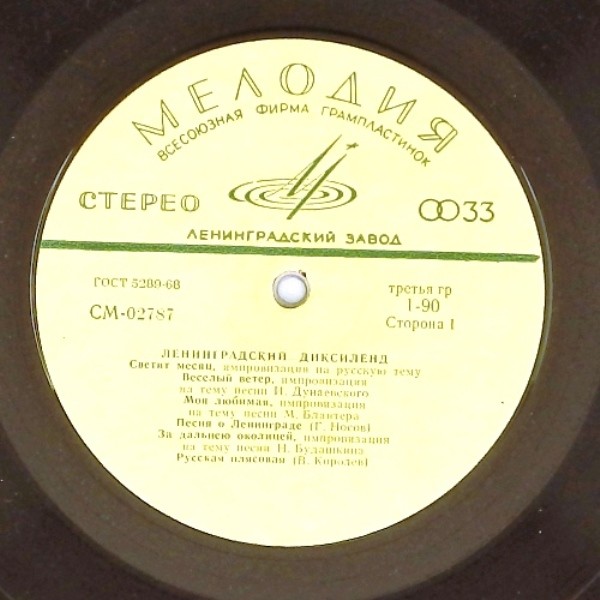 МЕЛОДИЯ
ВСЕСОЮЗНАЯ ФИРМА ГРАМПЛАСТИНОК
СТЕРЕО
33
ЛЕНИНГРАДСКИЙ ЗАВОД
ГОСТ 5289-68
СМ-02787
третья гр
1-90
Сторона 1
ЛЕНИНГРАДСКИЙ ДИКСИЛЕНД
Светит месяц, импровизация на русскую тему
Веселый ветер, импровизация
на тему песни И. Дунаевского
Моя любимая, импровизация
на тему песни М. Блантера
Песня о Ленинграде (Г. Носов)
За дальнею околицей, импровизация
на тему песни Н. Будашкина
Русская плясовая (В. Королев)